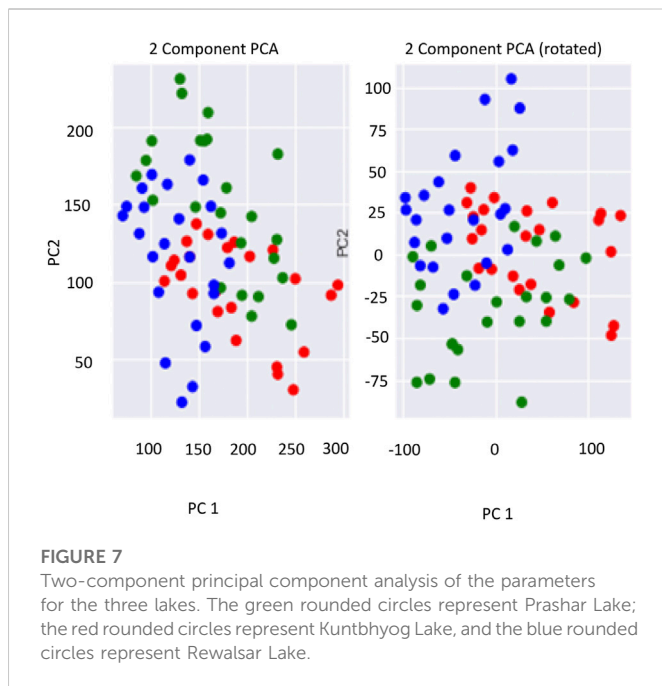 2 Component PCA
2 Component PCA (rotated)
200
150
100
50
PC2
100 150 200 250 300
PC 1
100
75
50
25
0
-25
-50
-75
PC2
-100 0 100
PC 1
FIGURE 7
Two-component principal component analysis of the parameters
for the three lakes. The green rounded circles represent Prashar Lake;
the red rounded circles represent Kuntbhyog Lake, and the blue rounded
circles represent Rewalsar Lake.